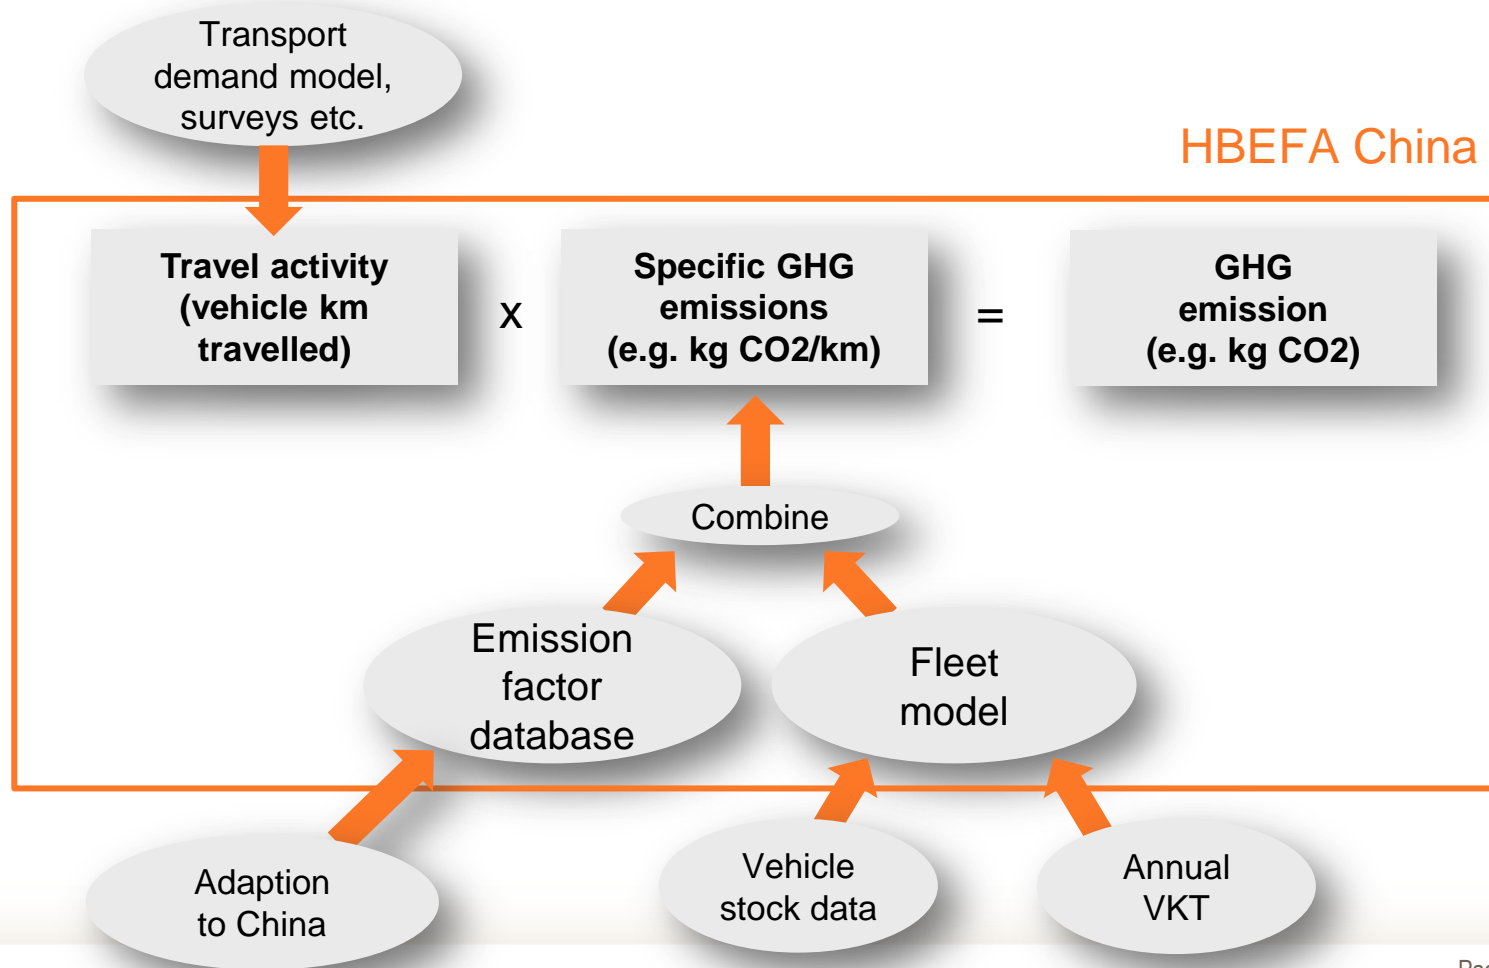 Transport
demand model,
surveys etc.
HBEFA China
Travel activity
(vehicle km
travelled)
x
Specific GHG
emissions
(e.g. kg CO2/km)
=
GHG
emission
(e.g. kg CO2)
Combine
Emission
factor
database
Fleet
model
Adaption
to China
Vehicle
stock data
Annual
VKT